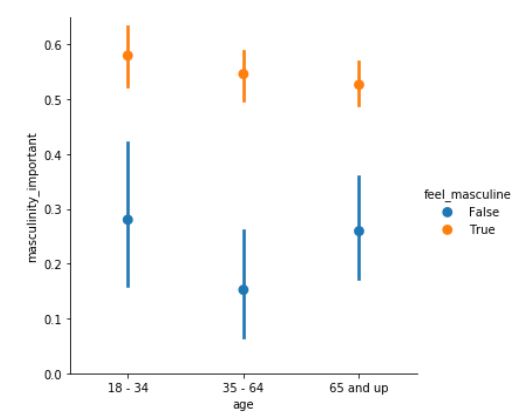 0.6
0.5
0.4
0.3
0.2
0.1
0.0
masculinity_important
18 - 34
35 - 64
65 and up
age
feel_masculine
False
True